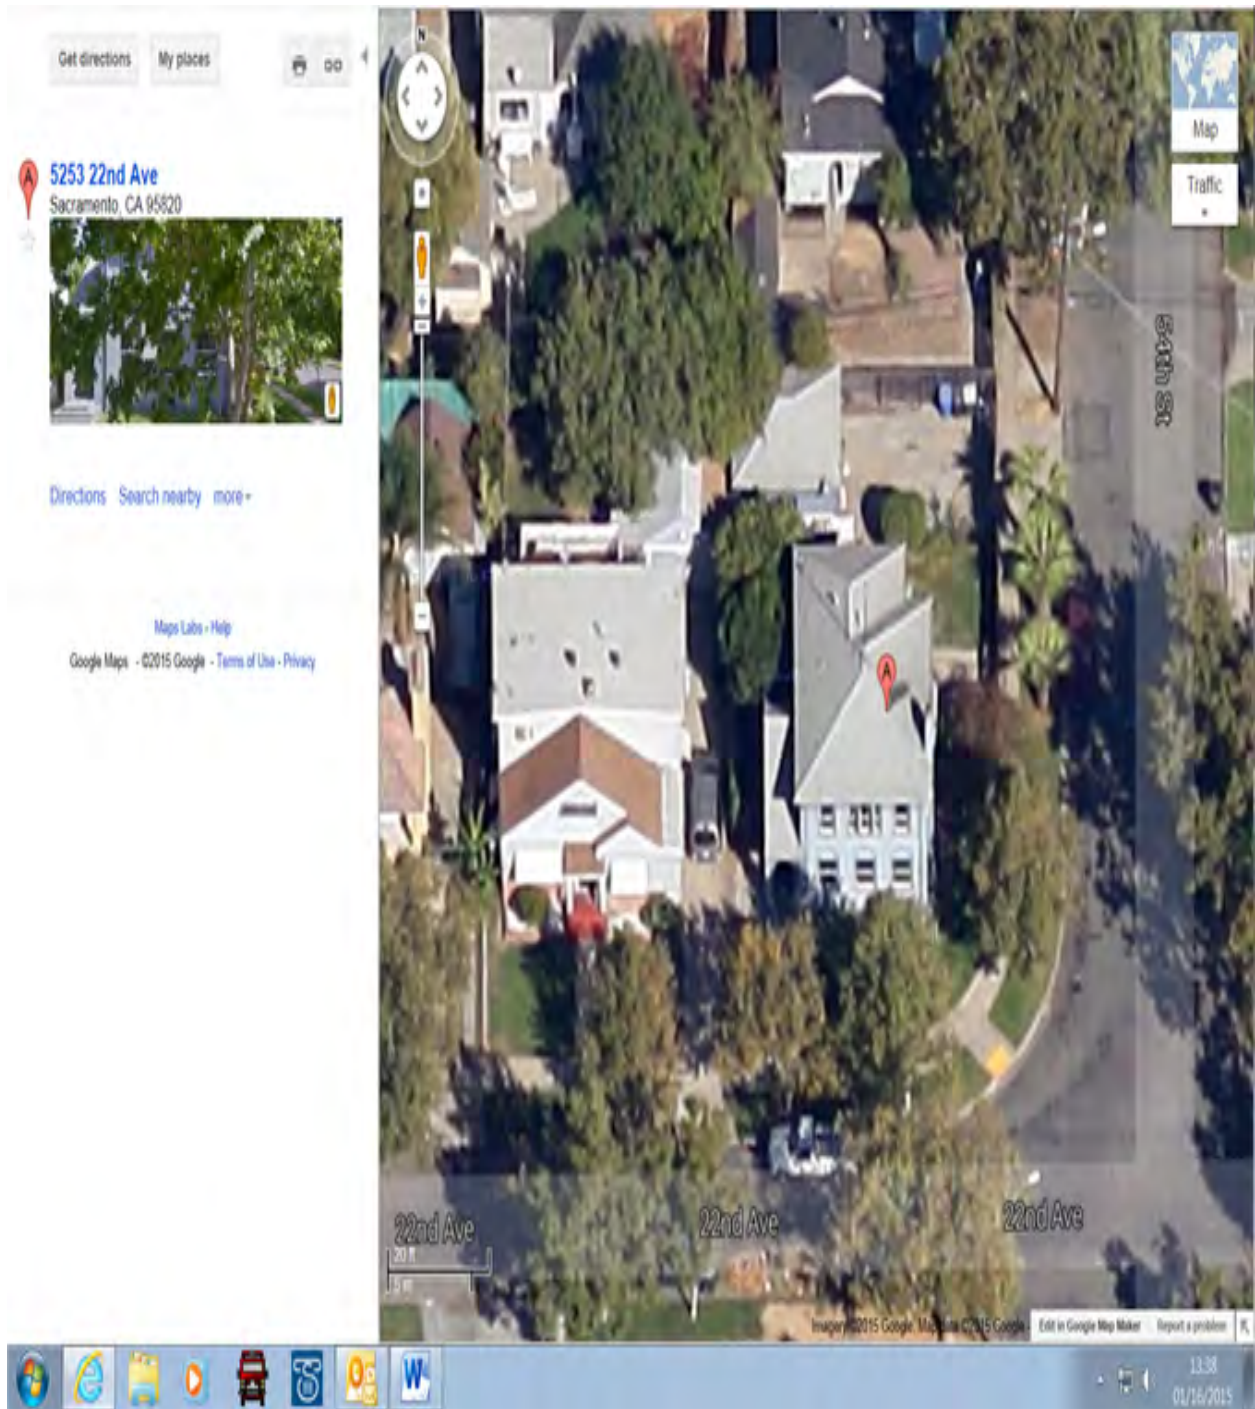 Get directions
My places
A
5253 22nd Ave
Sacramento, CA 95820
Directions Search nearby more
Maps Labs - Help
Google Maps - ©2015 Google - Terms of Use - Privacy
N
Map
Traffic
54th St
A
22nd Ave
22nd Ave
22nd Ave
20 ft
5 m
Imagery ©2015 Google, Map data ©2015 Google -
Edit in Google Map Maker
Report a problem
W
13:38
01/16/2015